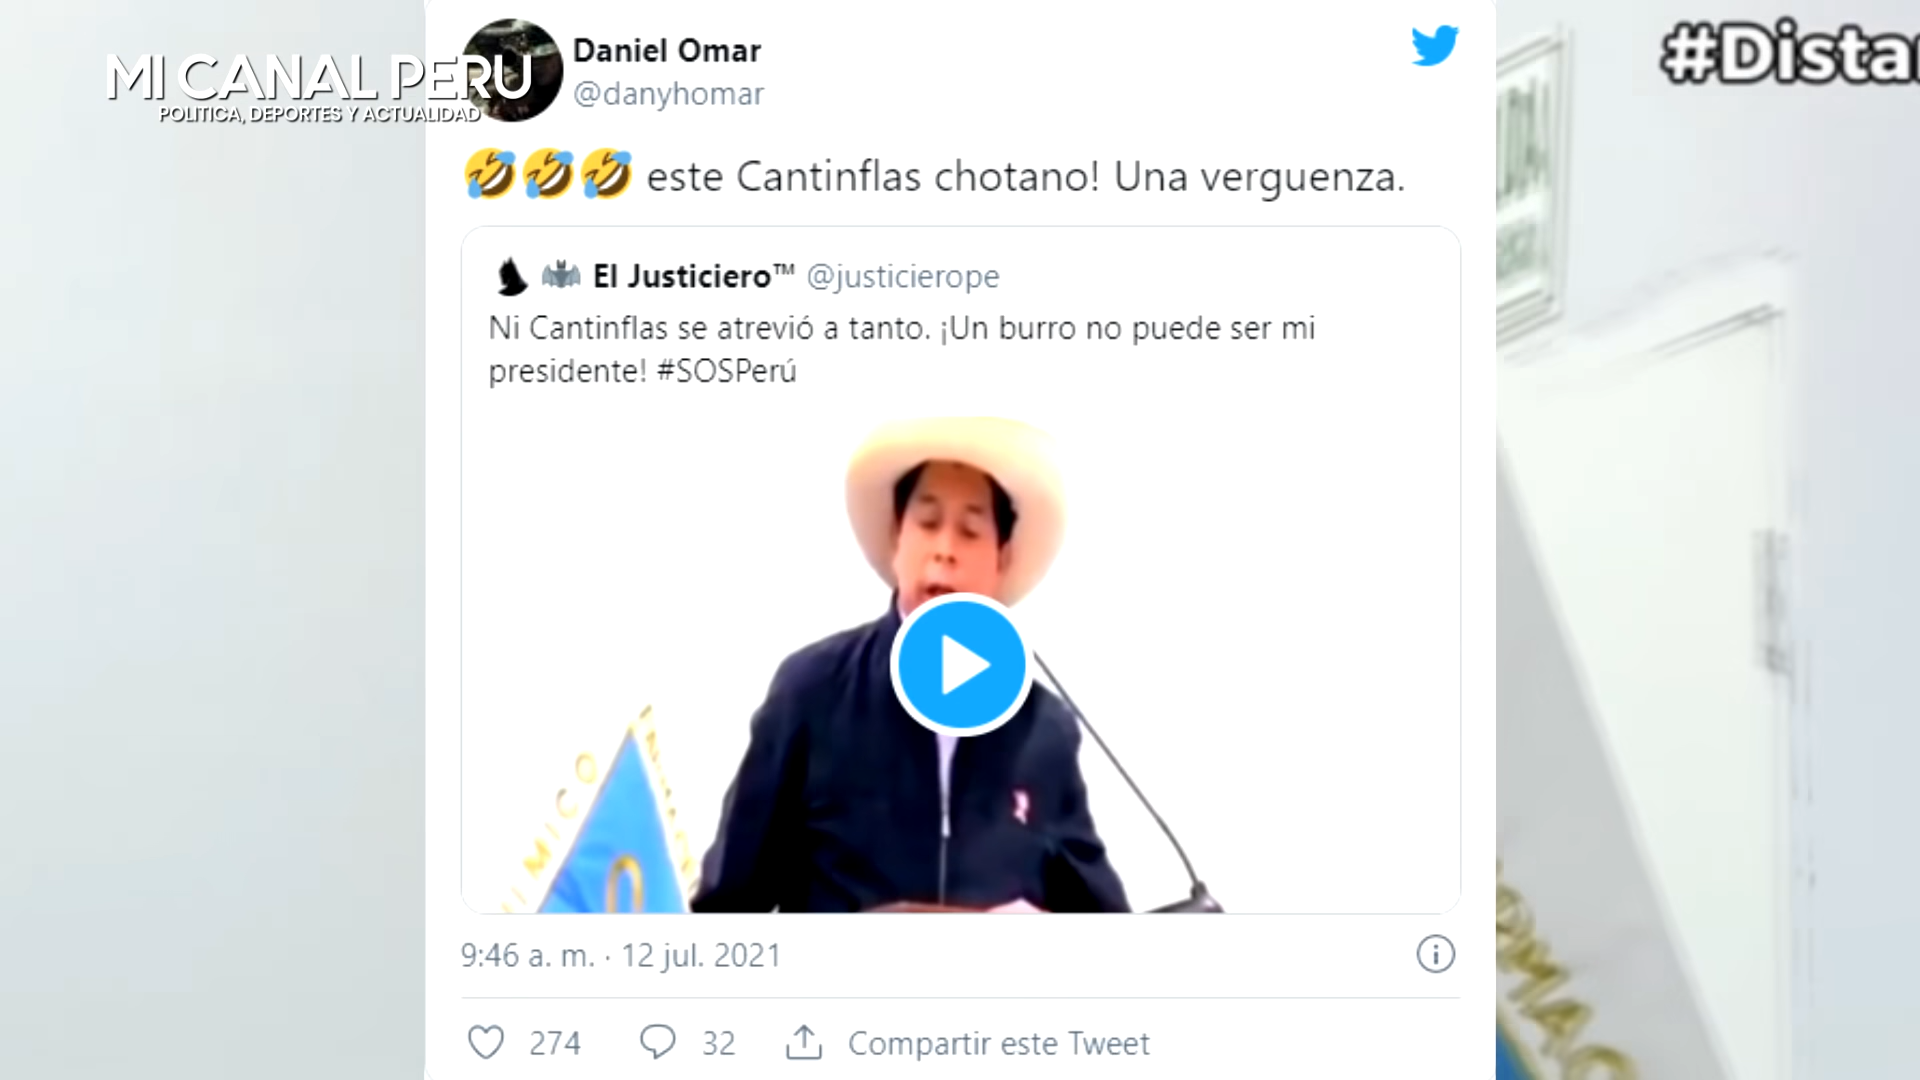 MI CANAL PERU
POLITICA, DEPORTES Y ACTUALIDAD
#Dista
Daniel Omar
@danyhomar
🤣🤣🤣 este Cantinflas chotano! Una verguenza.
🦇 El Justiciero™ @justicierope
Ni Cantinflas se atrevió a tanto. ¡Un burro no puede ser mi
presidente! #SOSPerú
9:46 a. m. · 12 jul. 2021
274
32
Compartir este Tweet